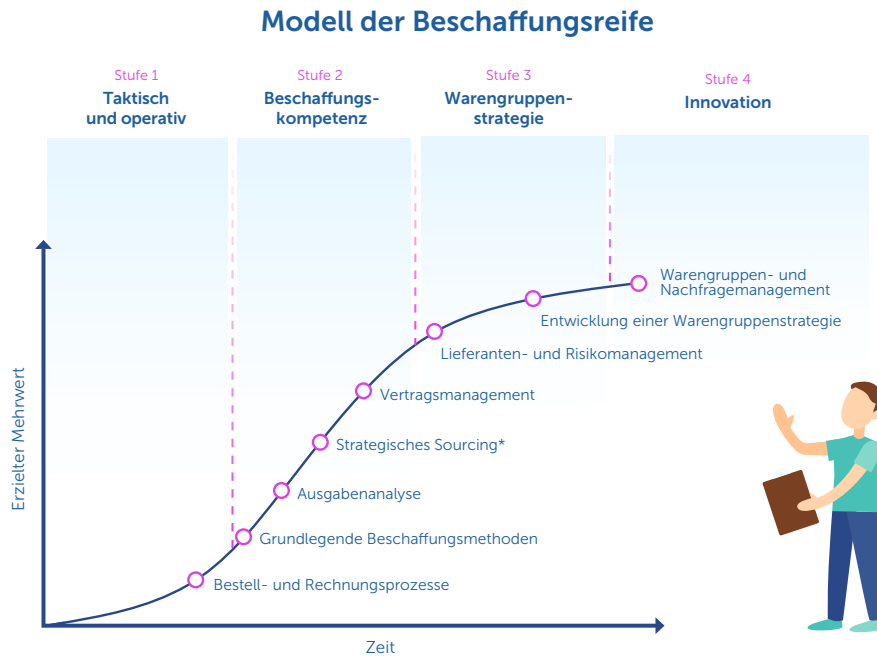 Modell der Beschaffungsreife
Stufe 1
Taktisch
und operativ
Stufe 2
Beschaffungs-
kompetenz
Stufe 3
Warengruppen-
strategie
Stufe 4
Innovation
Warengruppen- und
Nachfragemanagement
Entwicklung einer Warengruppenstrategie
Lieferanten- und Risikomanagement
Vertragsmanagement
Strategisches Sourcing*
Ausgabenanalyse
Grundlegende Beschaffungsmethoden
Bestell- und Rechnungsprozesse
Erzielter Mehrwert
Zeit